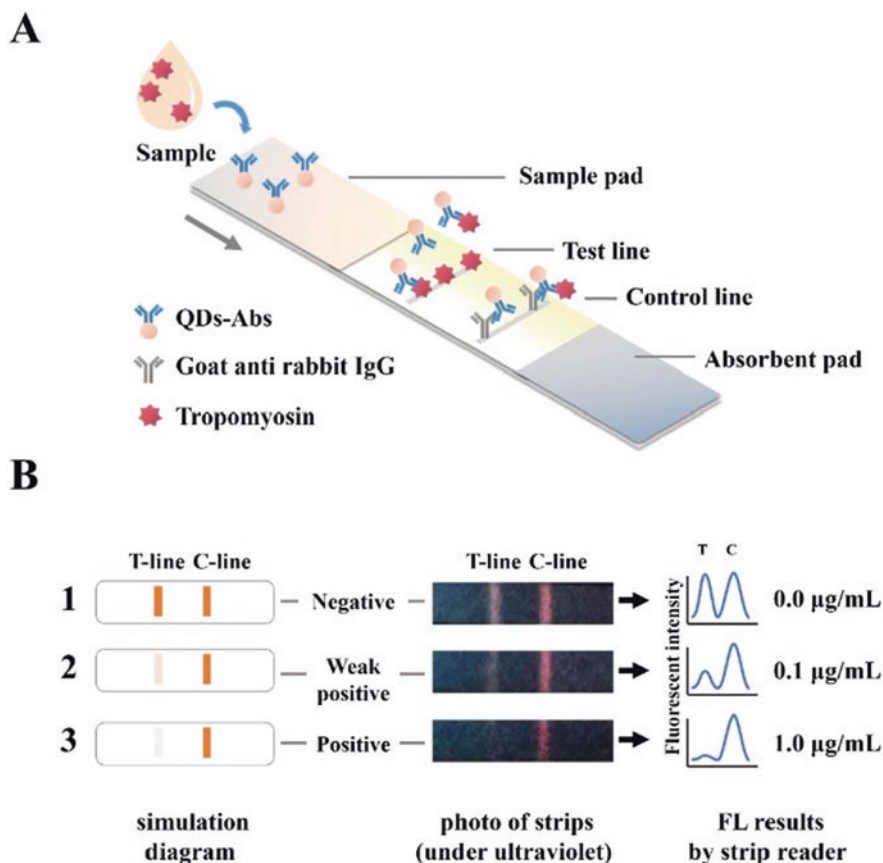 A
Sample
Sample pad
Test line
Control line
Absorbent pad
QDs-Abs
Goat anti rabbit IgG
Tropomyosin
B
T-line C-line
T-line C-line
T C
1
Negative
0.0 µg/mL
2
Weak
positive
0.1 µg/mL
3
Positive
1.0 µg/mL
Fluorescent intensity
simulation
diagram
photo of strips
(under ultraviolet)
FL results
by strip reader